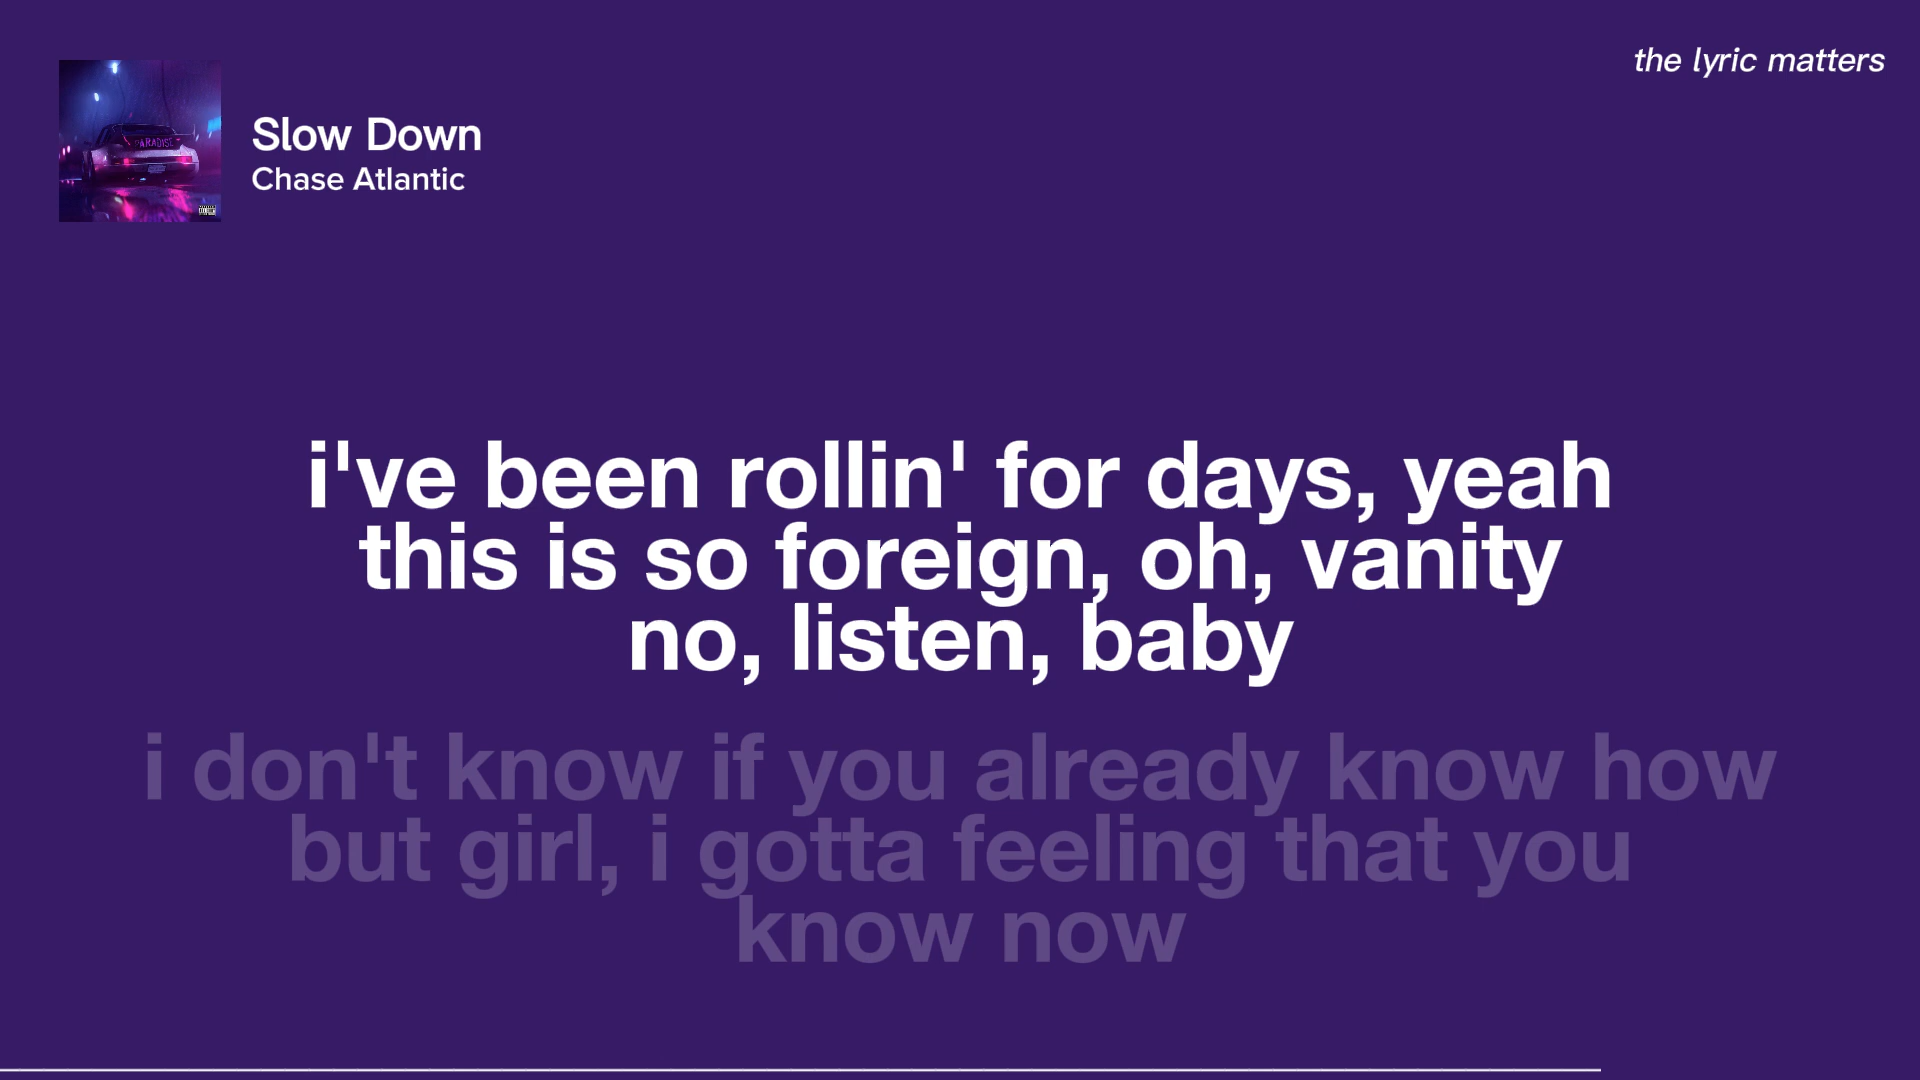 the lyric matters
PARADISE
Slow Down
Chase Atlantic
i've been rollin' for days, yeah
this is so foreign, oh, vanity
no, listen, baby
i don't know if you already know how
but girl, i gotta feeling that you
know now